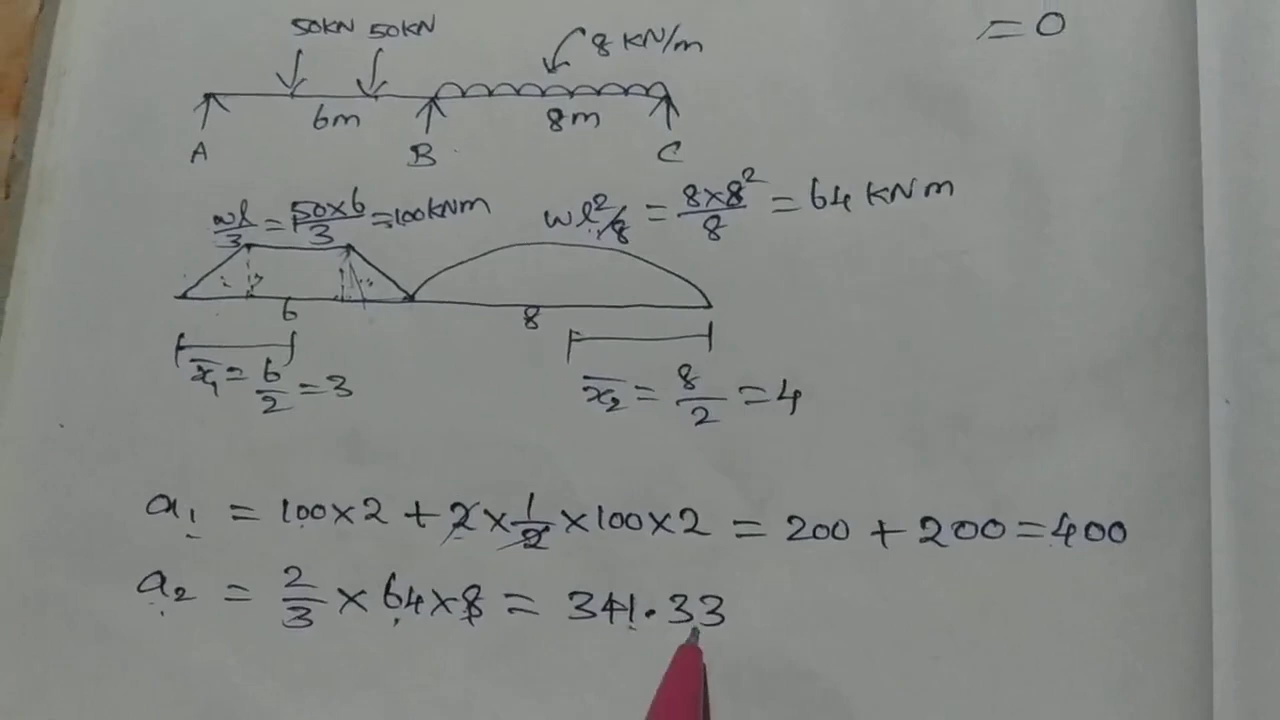 = 0
50KN 50KN
8 KN/m
6m
8m
A
B
C
wl/3 = 50×6/3 = 100kNm
wl²/8 = 8×8²/8 = 64 KNm
6
8
x̄₁ = 6/2 = 3
x̄₂ = 8/2 = 4
a₁ = 100×2 + 2×1/2×100×2 = 200 + 200 = 400
a₂ = 2/3 × 64×8 = 341.33